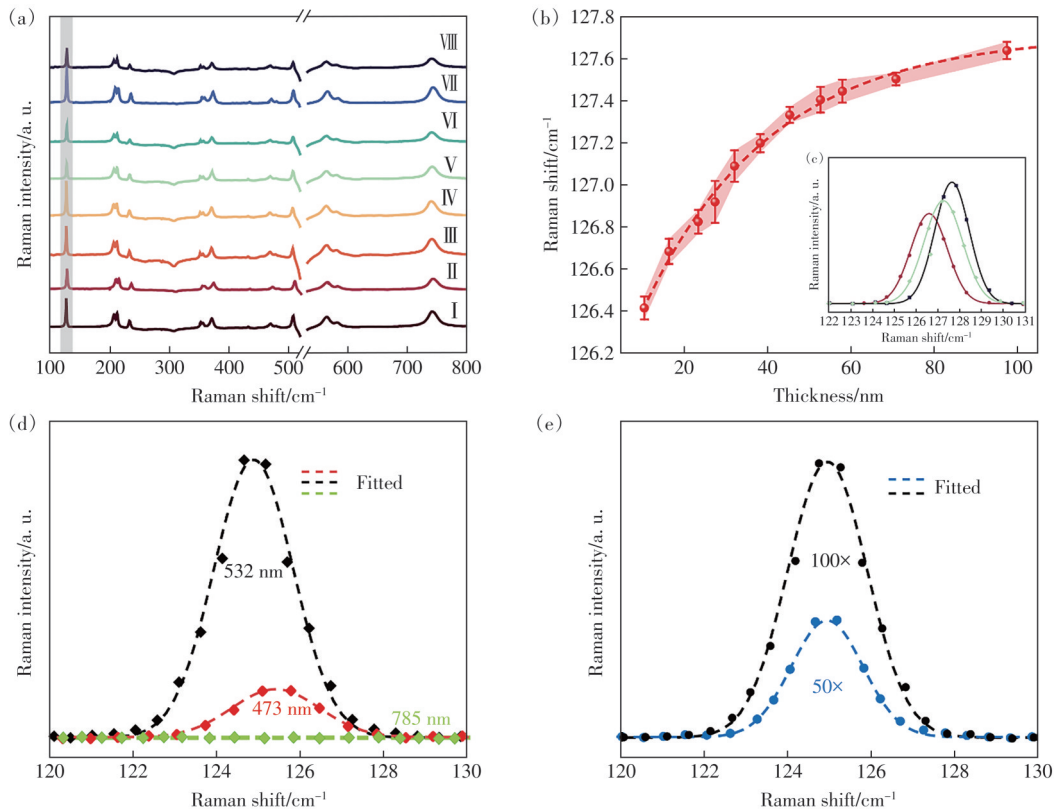 (a)
Raman intensity/a. u.
Ⅷ
Ⅶ
Ⅵ
Ⅴ
Ⅳ
Ⅲ
Ⅱ
Ⅰ
100 200 300 400 500 600 700 800
Raman shift/cm⁻¹
(b)
Raman shift/cm⁻¹
127.8
127.6
127.4
127.2
127.0
126.8
126.6
126.4
126.2
20 40 60 80 100
Thickness/nm
(c)
Raman intensity/a. u.
122 123 124 125 126 127 128 129 130 131
Raman shift/cm⁻¹
(d)
Raman intensity/a. u.
Fitted
532 nm
473 nm
785 nm
120 122 124 126 128 130
Raman shift/cm⁻¹
(e)
Raman intensity/a. u.
Fitted
100×
50×
120 122 124 126 128 130
Raman shift/cm⁻¹